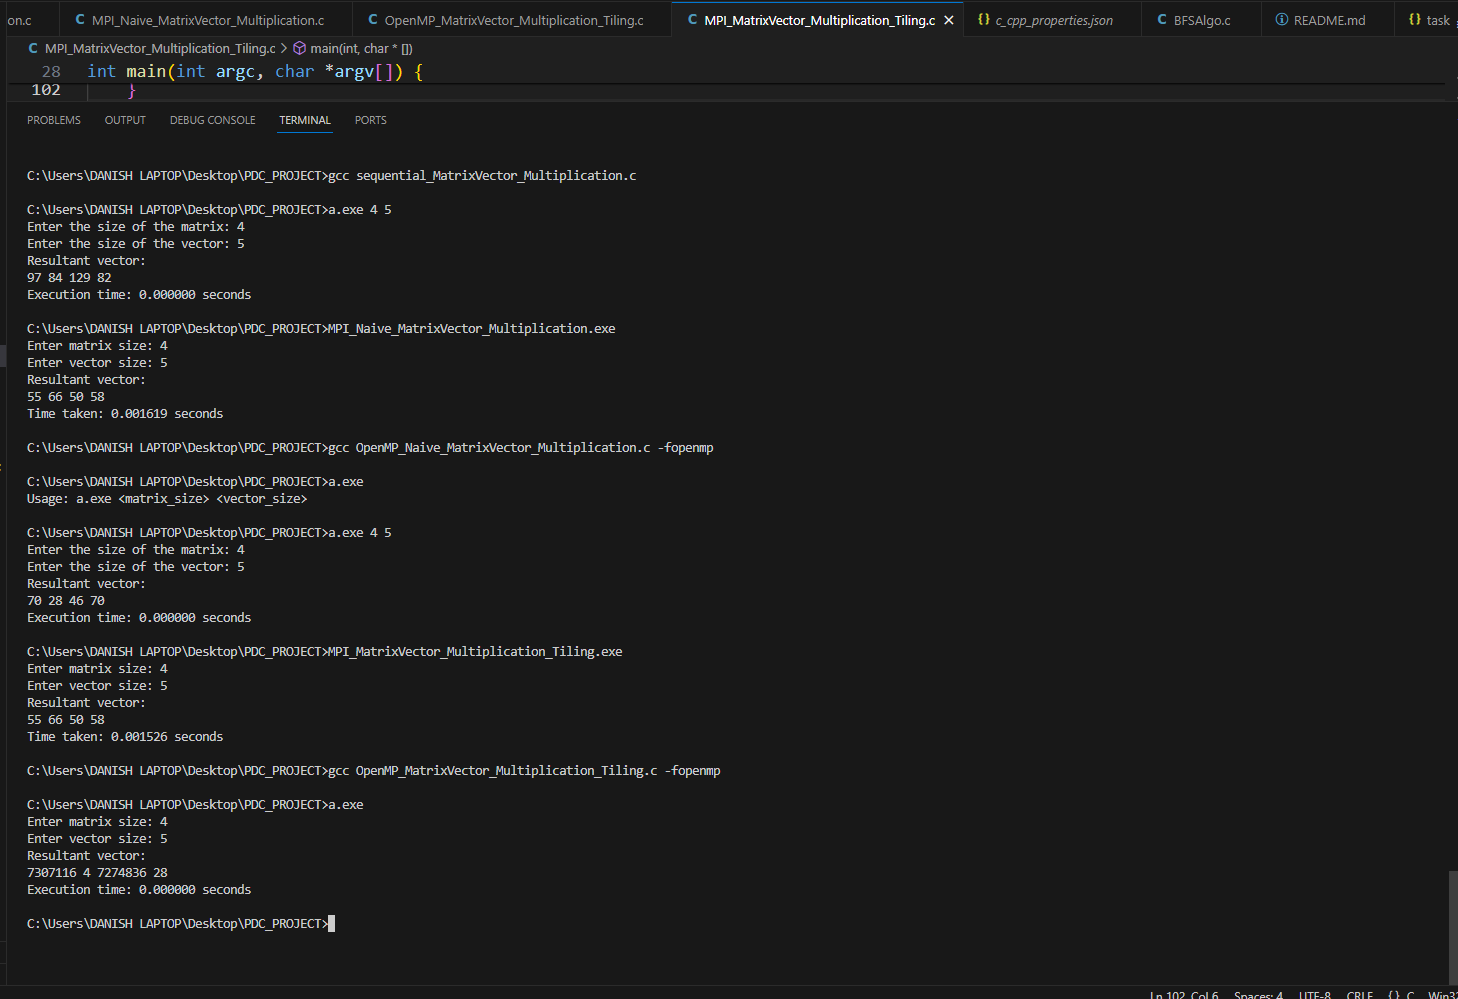 on.c
C MPI_Naive_MatrixVector_Multiplication.c
C OpenMP_MatrixVector_Multiplication_Tiling.c
C MPI_MatrixVector_Multiplication_Tiling.c ✕
{} c_cpp_properties.json
C BFSAlgo.c
README.md
{} task
C MPI_MatrixVector_Multiplication_Tiling.c > main(int, char * [])
28 int main(int argc, char *argv[]) {
102 }
PROBLEMS OUTPUT DEBUG CONSOLE TERMINAL PORTS
C:\Users\DANISH LAPTOP\Desktop\PDC_PROJECT>gcc sequential_MatrixVector_Multiplication.c
C:\Users\DANISH LAPTOP\Desktop\PDC_PROJECT>a.exe 4 5
Enter the size of the matrix: 4
Enter the size of the vector: 5
Resultant vector:
97 84 129 82
Execution time: 0.000000 seconds
C:\Users\DANISH LAPTOP\Desktop\PDC_PROJECT>MPI_Naive_MatrixVector_Multiplication.exe
Enter matrix size: 4
Enter vector size: 5
Resultant vector:
55 66 50 58
Time taken: 0.001619 seconds
C:\Users\DANISH LAPTOP\Desktop\PDC_PROJECT>gcc OpenMP_Naive_MatrixVector_Multiplication.c -fopenmp
C:\Users\DANISH LAPTOP\Desktop\PDC_PROJECT>a.exe
Usage: a.exe <matrix_size> <vector_size>
C:\Users\DANISH LAPTOP\Desktop\PDC_PROJECT>a.exe 4 5
Enter the size of the matrix: 4
Enter the size of the vector: 5
Resultant vector:
70 28 46 70
Execution time: 0.000000 seconds
C:\Users\DANISH LAPTOP\Desktop\PDC_PROJECT>MPI_MatrixVector_Multiplication_Tiling.exe
Enter matrix size: 4
Enter vector size: 5
Resultant vector:
55 66 50 58
Time taken: 0.001526 seconds
C:\Users\DANISH LAPTOP\Desktop\PDC_PROJECT>gcc OpenMP_MatrixVector_Multiplication_Tiling.c -fopenmp
C:\Users\DANISH LAPTOP\Desktop\PDC_PROJECT>a.exe
Enter matrix size: 4
Enter vector size: 5
Resultant vector:
7307116 4 7274836 28
Execution time: 0.000000 seconds
C:\Users\DANISH LAPTOP\Desktop\PDC_PROJECT>
Ln 102, Col 6 Spaces: 4 UTF-8 CRLF {} C Win3